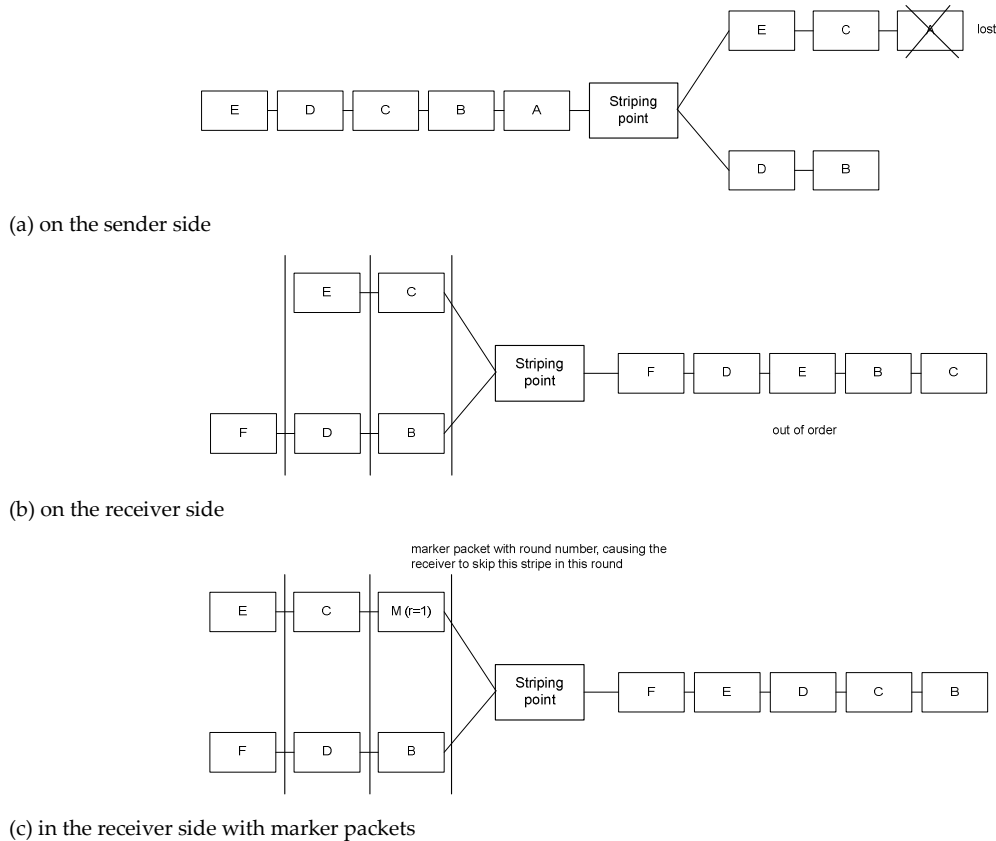 E C A lost
E D C B A Striping point
D B
(a) on the sender side
E C
Striping point F D E B C
F D B
out of order
(b) on the receiver side
marker packet with round number, causing the
receiver to skip this stripe in this round
E C M (r=1)
Striping point F E D C B
F D B
(c) in the receiver side with marker packets